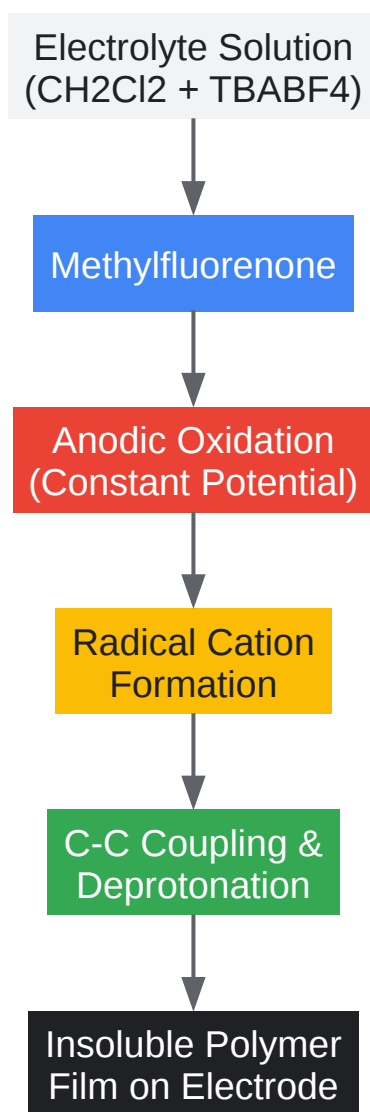 Electrolyte Solution
(CH2Cl2 + TBABF4)
Methylfluorenone
Anodic Oxidation
(Constant Potential)
Radical Cation
Formation
C-C Coupling &
Deprotonation
Insoluble Polymer
Film on Electrode